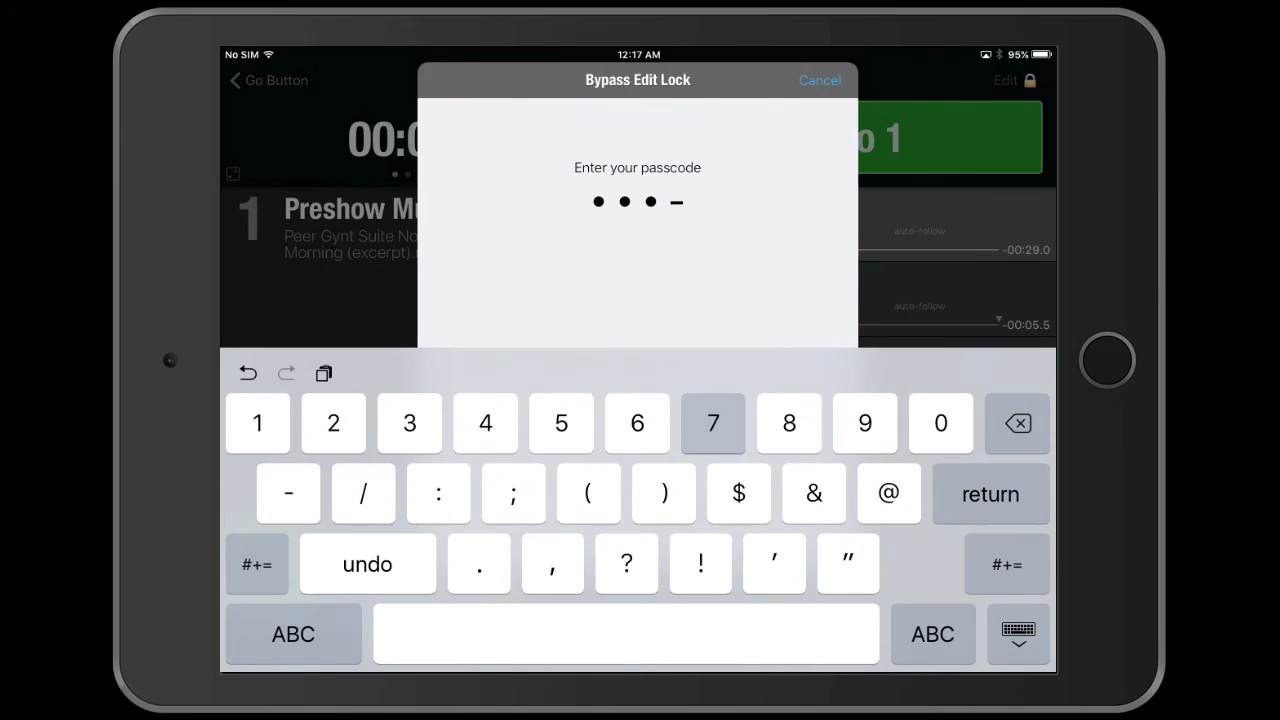 No SIM
12:17 AM
95%
Go Button
Bypass Edit Lock
Cancel
Edit
00:0
o 1
Enter your passcode
1
Preshow Mu
Peer Gynt Suite No
Morning (excerpt).
auto-follow
-00:29.0
auto-follow
-00:05.5
1 2 3 4 5 6 7 8 9 0
- / : ; ( ) $ & @ return
#+= undo . , ? ! ' " #+=
ABC ABC